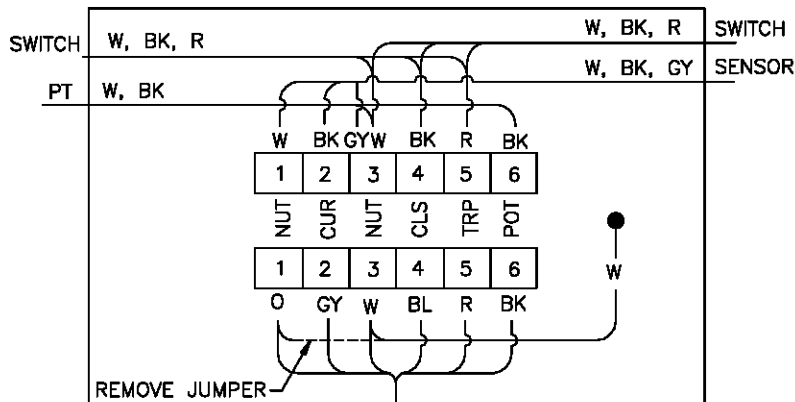 SWITCH W, BK, R W, BK, R SWITCH
W, BK, GY SENSOR
PT W, BK
W BK GY W BK R BK
1 2 3 4 5 6
NUT CUR NUT CLS TRP POT
1 2 3 4 5 6
W
O GY W BL R BK
REMOVE JUMPER